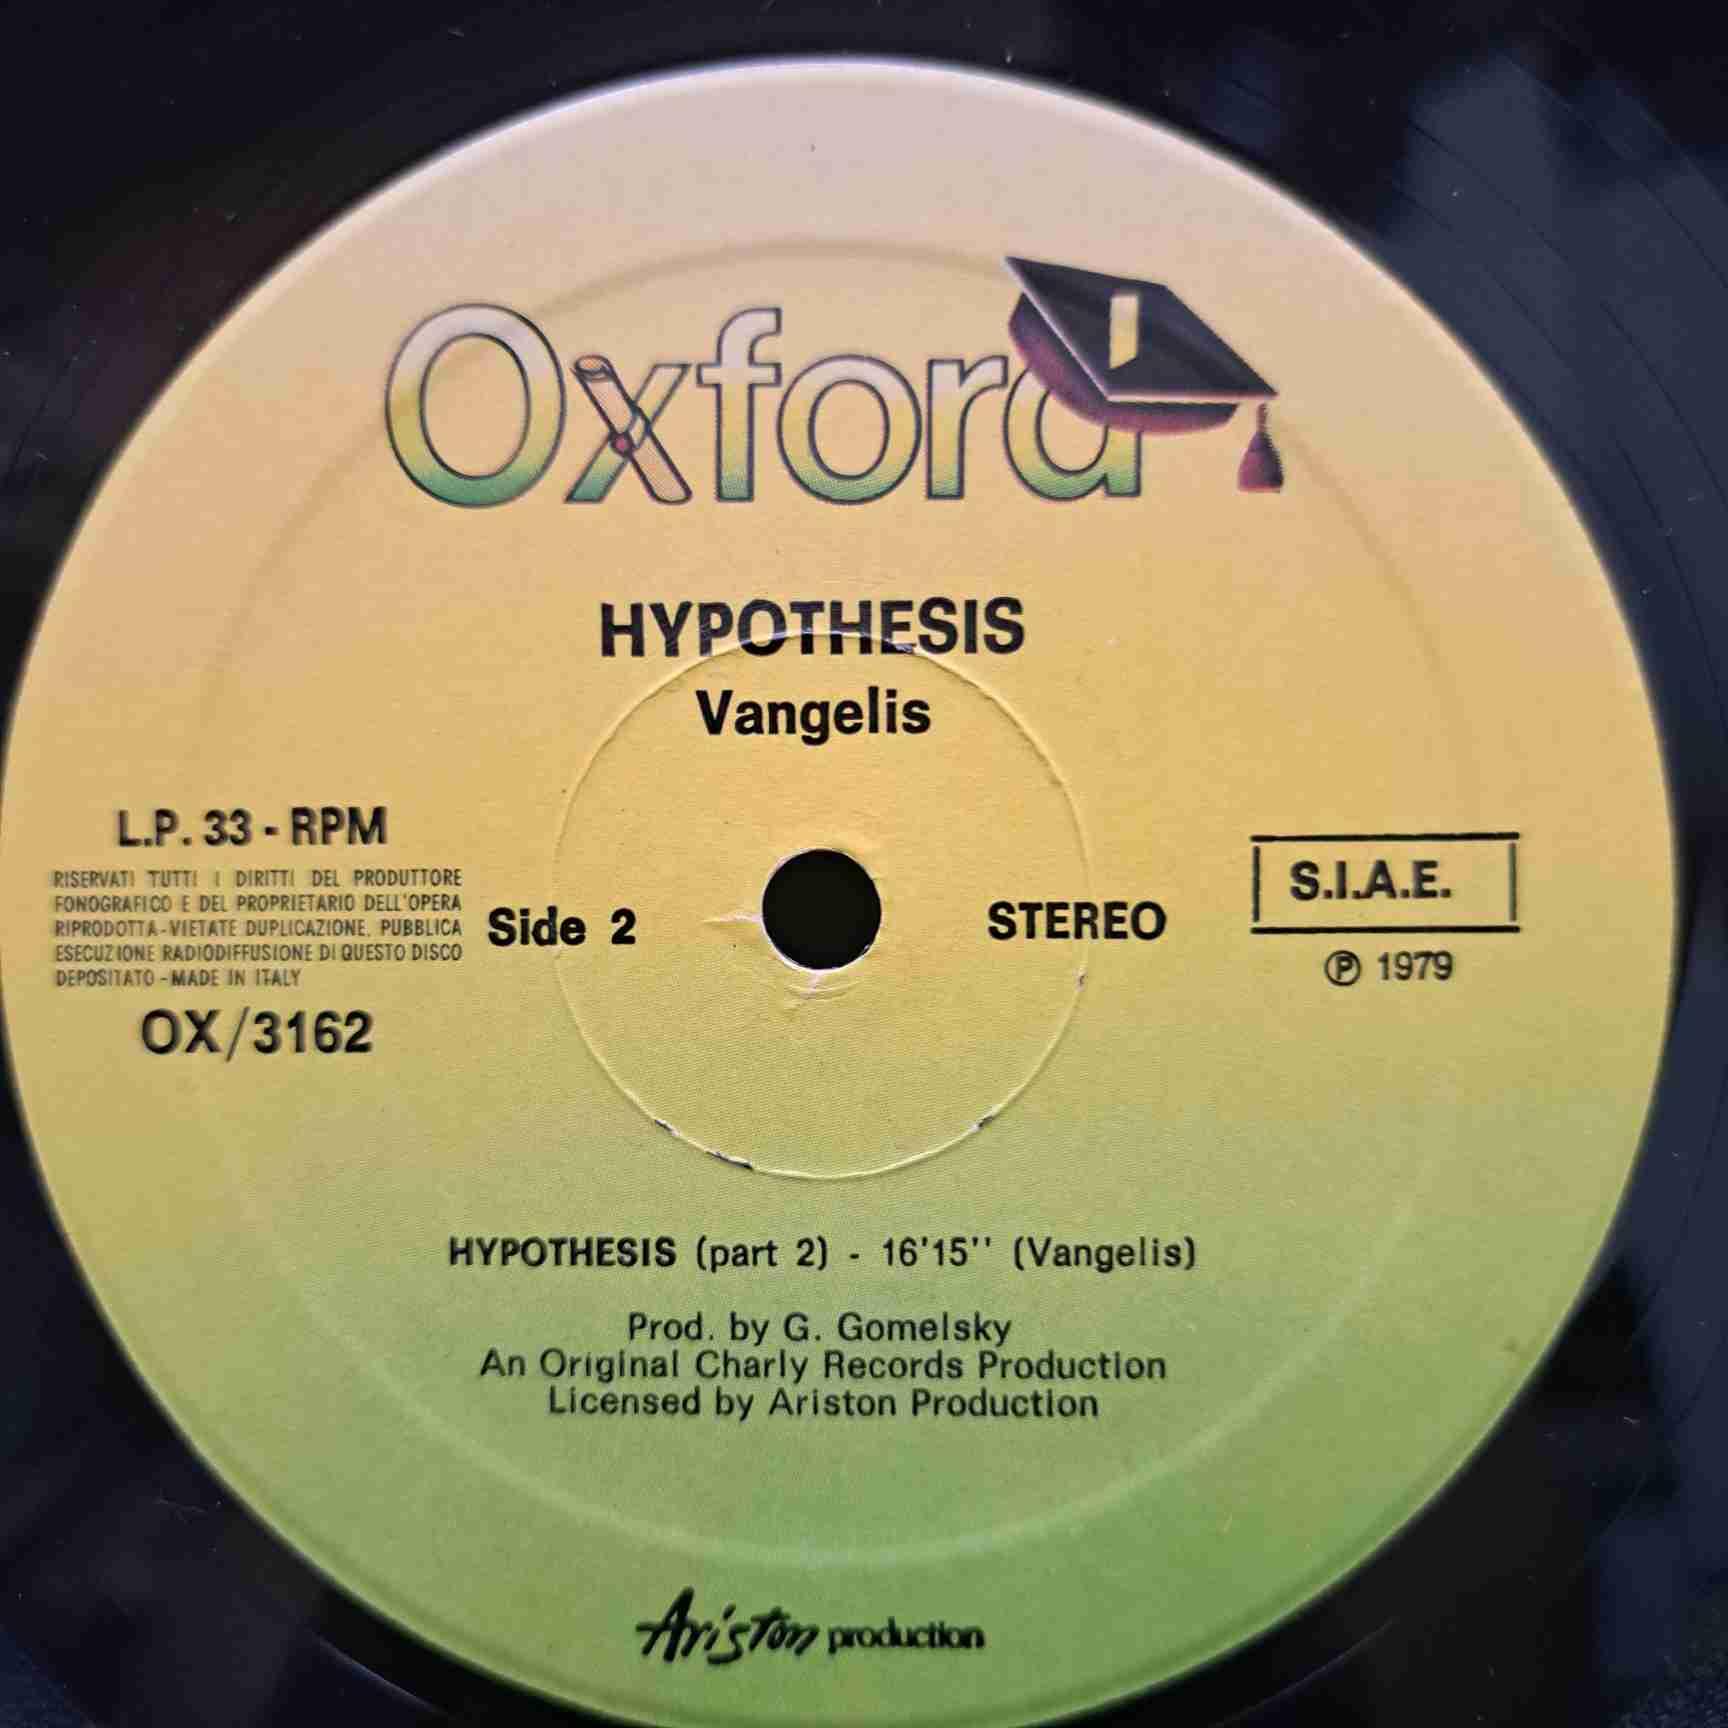 Oxford
HYPOTHESIS
Vangelis
L.P. 33 - RPM
RISERVATI TUTTI I DIRITTI DEL PRODUTTORE
FONOGRAFICO E DEL PROPRIETARIO DELL'OPERA
RIPRODOTTA-VIETATE DUPLICAZIONE, PUBBLICA
ESECUZIONE RADIODIFFUSIONE DI QUESTO DISCO
DEPOSITATO - MADE IN ITALY
OX/3162
Side 2
STEREO
S.I.A.E.
℗ 1979
HYPOTHESIS (part 2) - 16'15'' (Vangelis)
Prod. by G. Gomelsky
An Original Charly Records Production
Licensed by Ariston Production
Ariston production